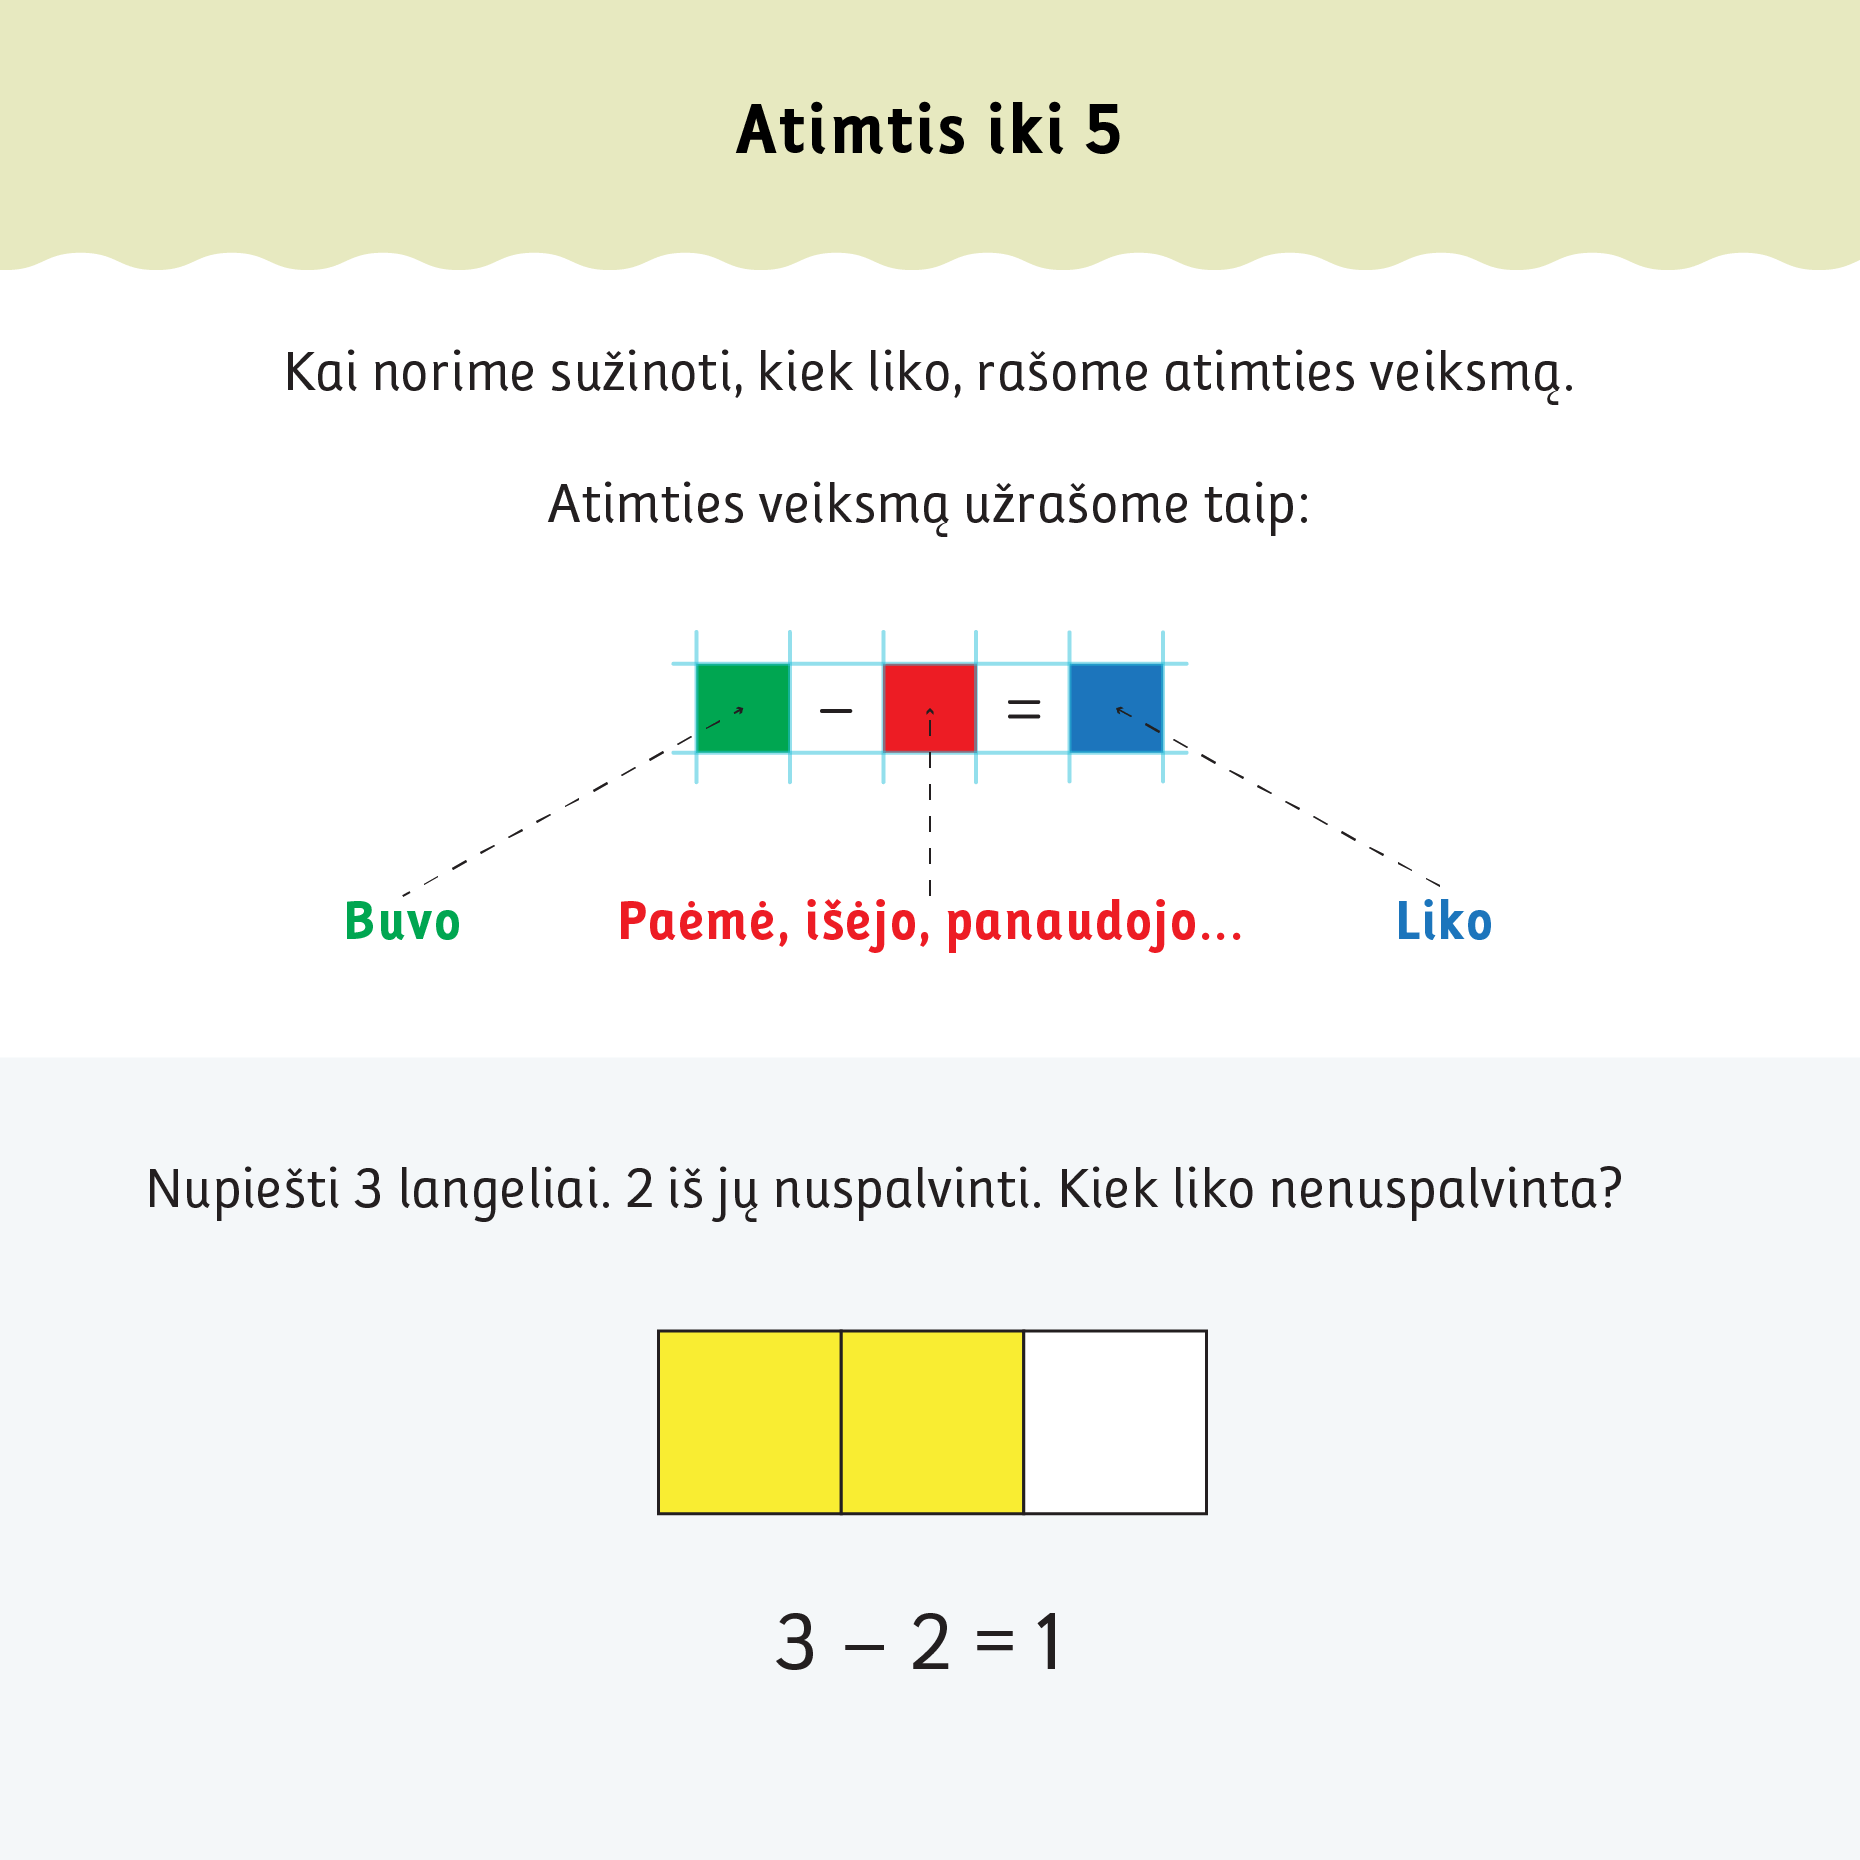 Atimtis iki 5
Kai norime sužinoti, kiek liko, rašome atimties veiksmą.
Atimties veiksmą užrašome taip:
– =
Buvo Paėmė, išėjo, panaudojo... Liko
Nupiešti 3 langeliai. 2 iš jų nuspalvinti. Kiek liko nenuspalvinta?
3 – 2 = 1